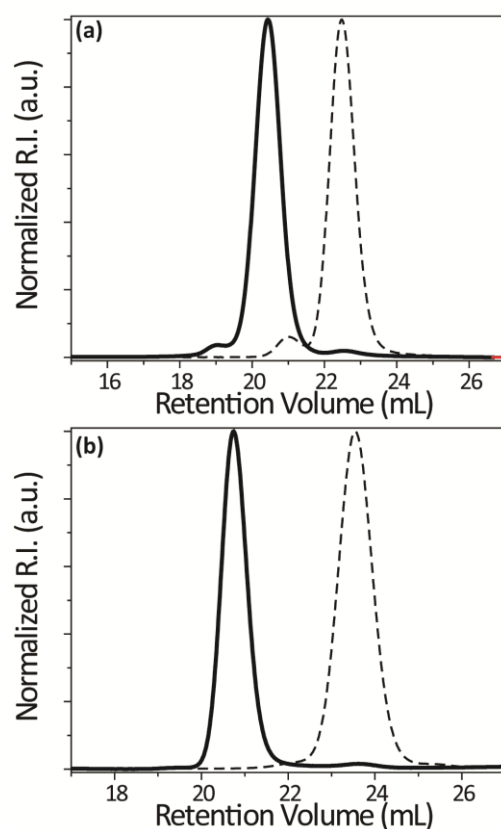 (a)
Normalized R.I. (a.u.)
16 18 20 22 24 26
Retention Volume (mL)
(b)
Normalized R.I. (a.u.)
18 20 22 24 26
Retention Volume (mL)